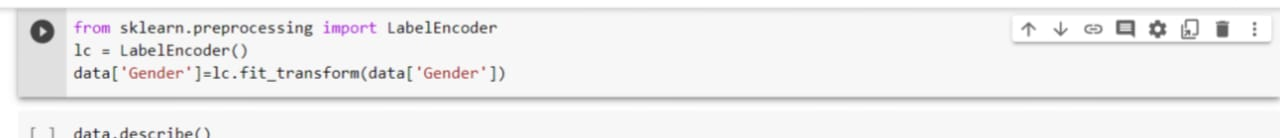 from sklearn.preprocessing import LabelEncoder
lc = LabelEncoder()
data['Gender']=lc.fit_transform(data['Gender'])
[ ] data.describe()